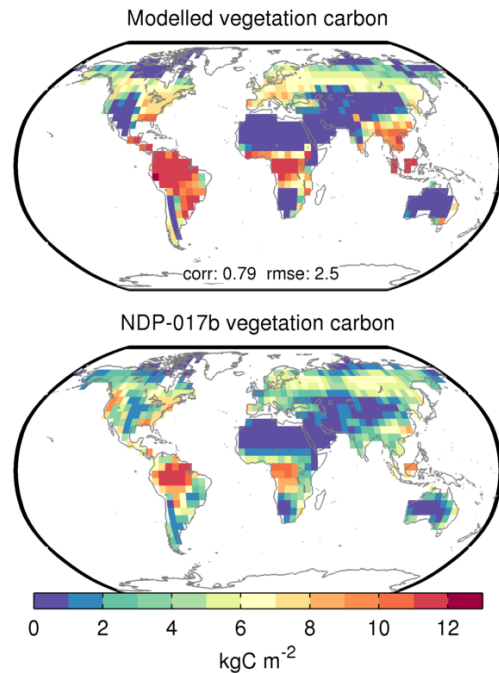 Modelled vegetation carbon
corr: 0.79 rmse: 2.5
NDP-017b vegetation carbon
0 2 4 6 8 10 12
kgC m⁻²